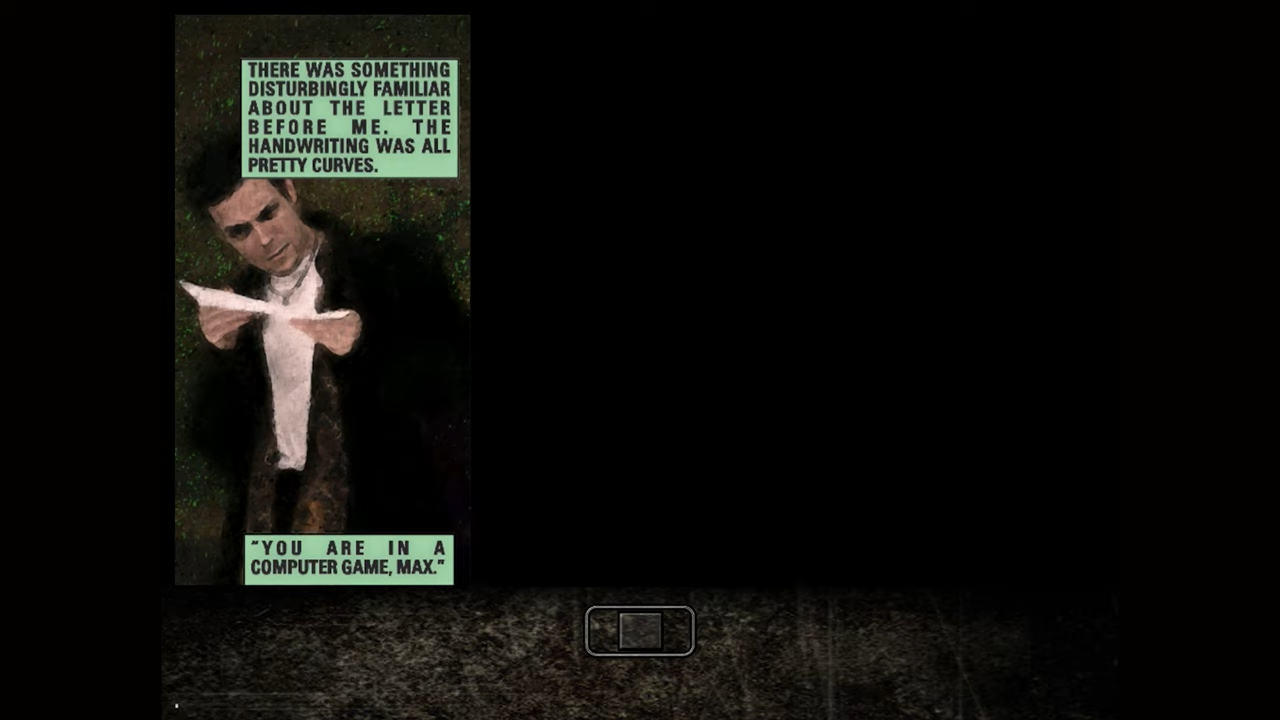 THERE WAS SOMETHING
DISTURBINGLY FAMILIAR
ABOUT THE LETTER
BEFORE ME. THE
HANDWRITING WAS ALL
PRETTY CURVES.
"YOU ARE IN A
COMPUTER GAME, MAX."